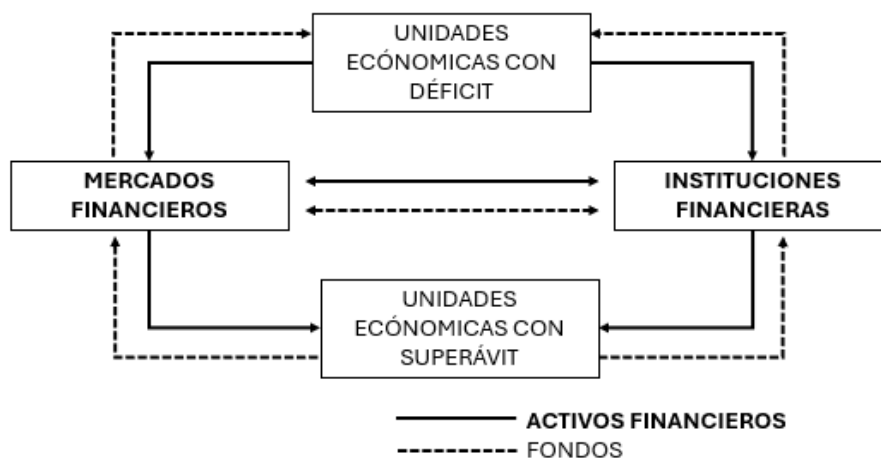 UNIDADES
ECÓNOMICAS CON
DÉFICIT
MERCADOS
FINANCIEROS
INSTITUCIONES
FINANCIERAS
UNIDADES
ECÓNOMICAS CON
SUPERÁVIT
ACTIVOS FINANCIEROS
FONDOS